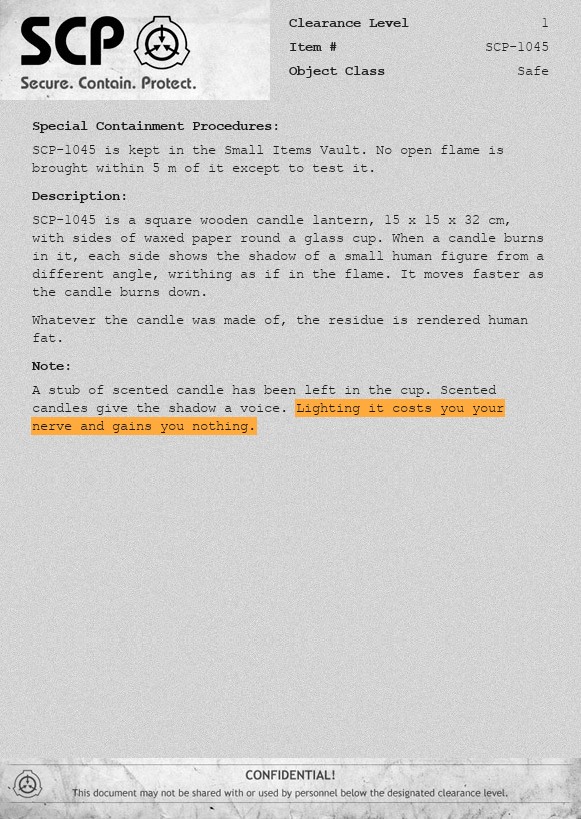 SCP
Secure. Contain. Protect.
Clearance Level 1
Item # SCP-1045
Object Class Safe
Special Containment Procedures:
SCP-1045 is kept in the Small Items Vault. No open flame is
brought within 5 m of it except to test it.
Description:
SCP-1045 is a square wooden candle lantern, 15 x 15 x 32 cm,
with sides of waxed paper round a glass cup. When a candle burns
in it, each side shows the shadow of a small human figure from a
different angle, writhing as if in the flame. It moves faster as
the candle burns down.
Whatever the candle was made of, the residue is rendered human
fat.
Note:
A stub of scented candle has been left in the cup. Scented
candles give the shadow a voice. Lighting it costs you your
nerve and gains you nothing.
CONFIDENTIAL!
This document may not be shared with or used by personnel below the designated clearance level.